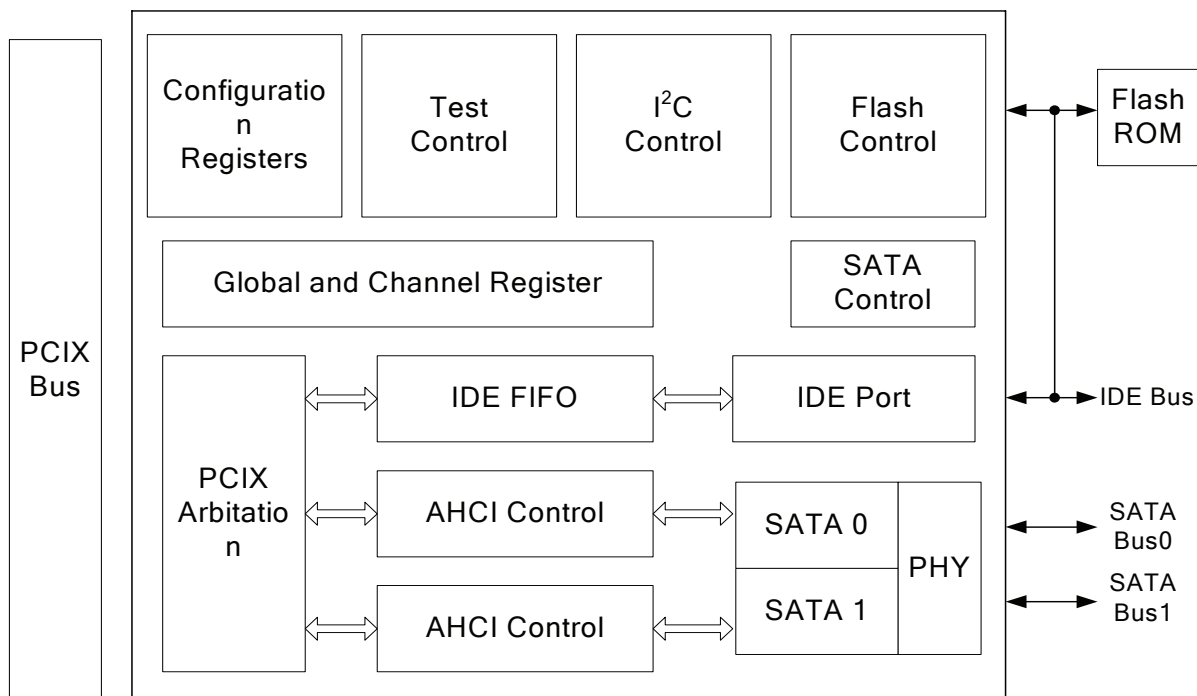 Configuratio
n
Registers
Test
Control
I²C
Control
Flash
Control
Flash
ROM
Global and Channel Register
SATA
Control
PCIX
Bus
IDE FIFO
IDE Port
IDE Bus
PCIX
Arbitatio
n
AHCI Control
SATA 0
PHY
SATA
Bus0
AHCI Control
SATA 1
SATA
Bus1